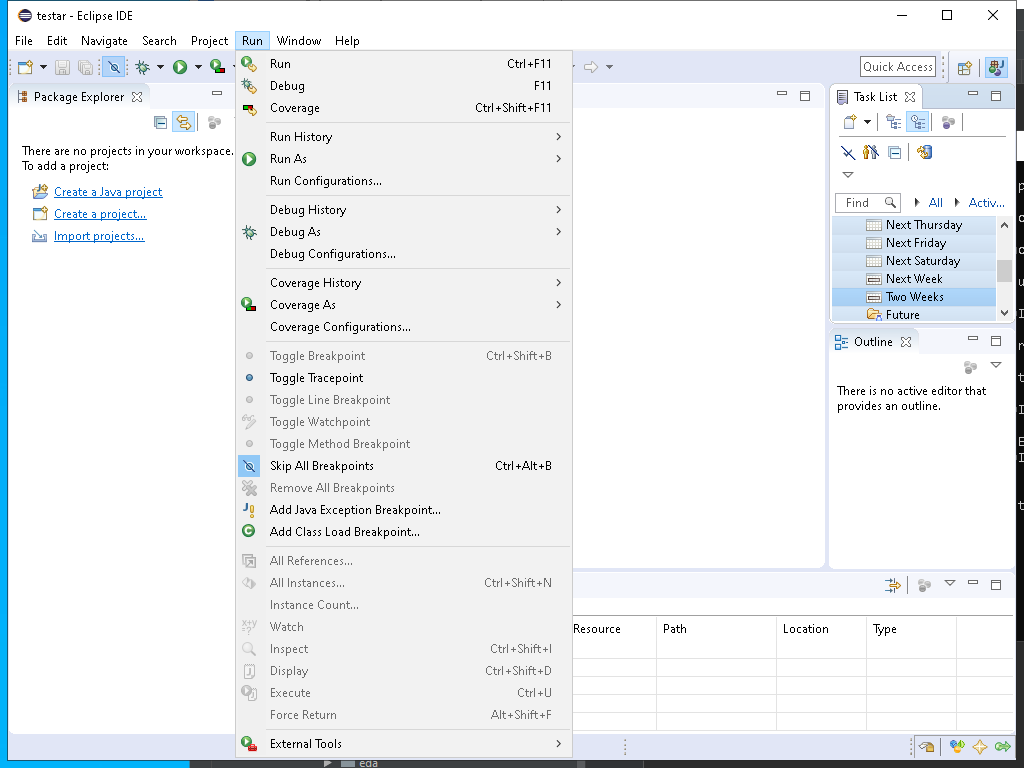 testar - Eclipse IDE
File Edit Navigate Search Project Run Window Help
Quick Access
Package Explorer
There are no projects in your workspace.
To add a project:
Create a Java project
Create a project...
Import projects...
Run Ctrl+F11
Debug F11
Coverage Ctrl+Shift+F11
Run History
Run As
Run Configurations...
Debug History
Debug As
Debug Configurations...
Coverage History
Coverage As
Coverage Configurations...
Toggle Breakpoint Ctrl+Shift+B
Toggle Tracepoint
Toggle Line Breakpoint
Toggle Watchpoint
Toggle Method Breakpoint
Skip All Breakpoints Ctrl+Alt+B
Remove All Breakpoints
Add Java Exception Breakpoint...
Add Class Load Breakpoint...
All References...
All Instances... Ctrl+Shift+N
Instance Count...
Watch
Inspect Ctrl+Shift+I
Display Ctrl+Shift+D
Execute Ctrl+U
Force Return Alt+Shift+F
External Tools
Task List
Find All Activ...
Next Thursday
Next Friday
Next Saturday
Next Week
Two Weeks
Future
Outline
There is no active editor that
provides an outline.
Resource Path Location Type
eda